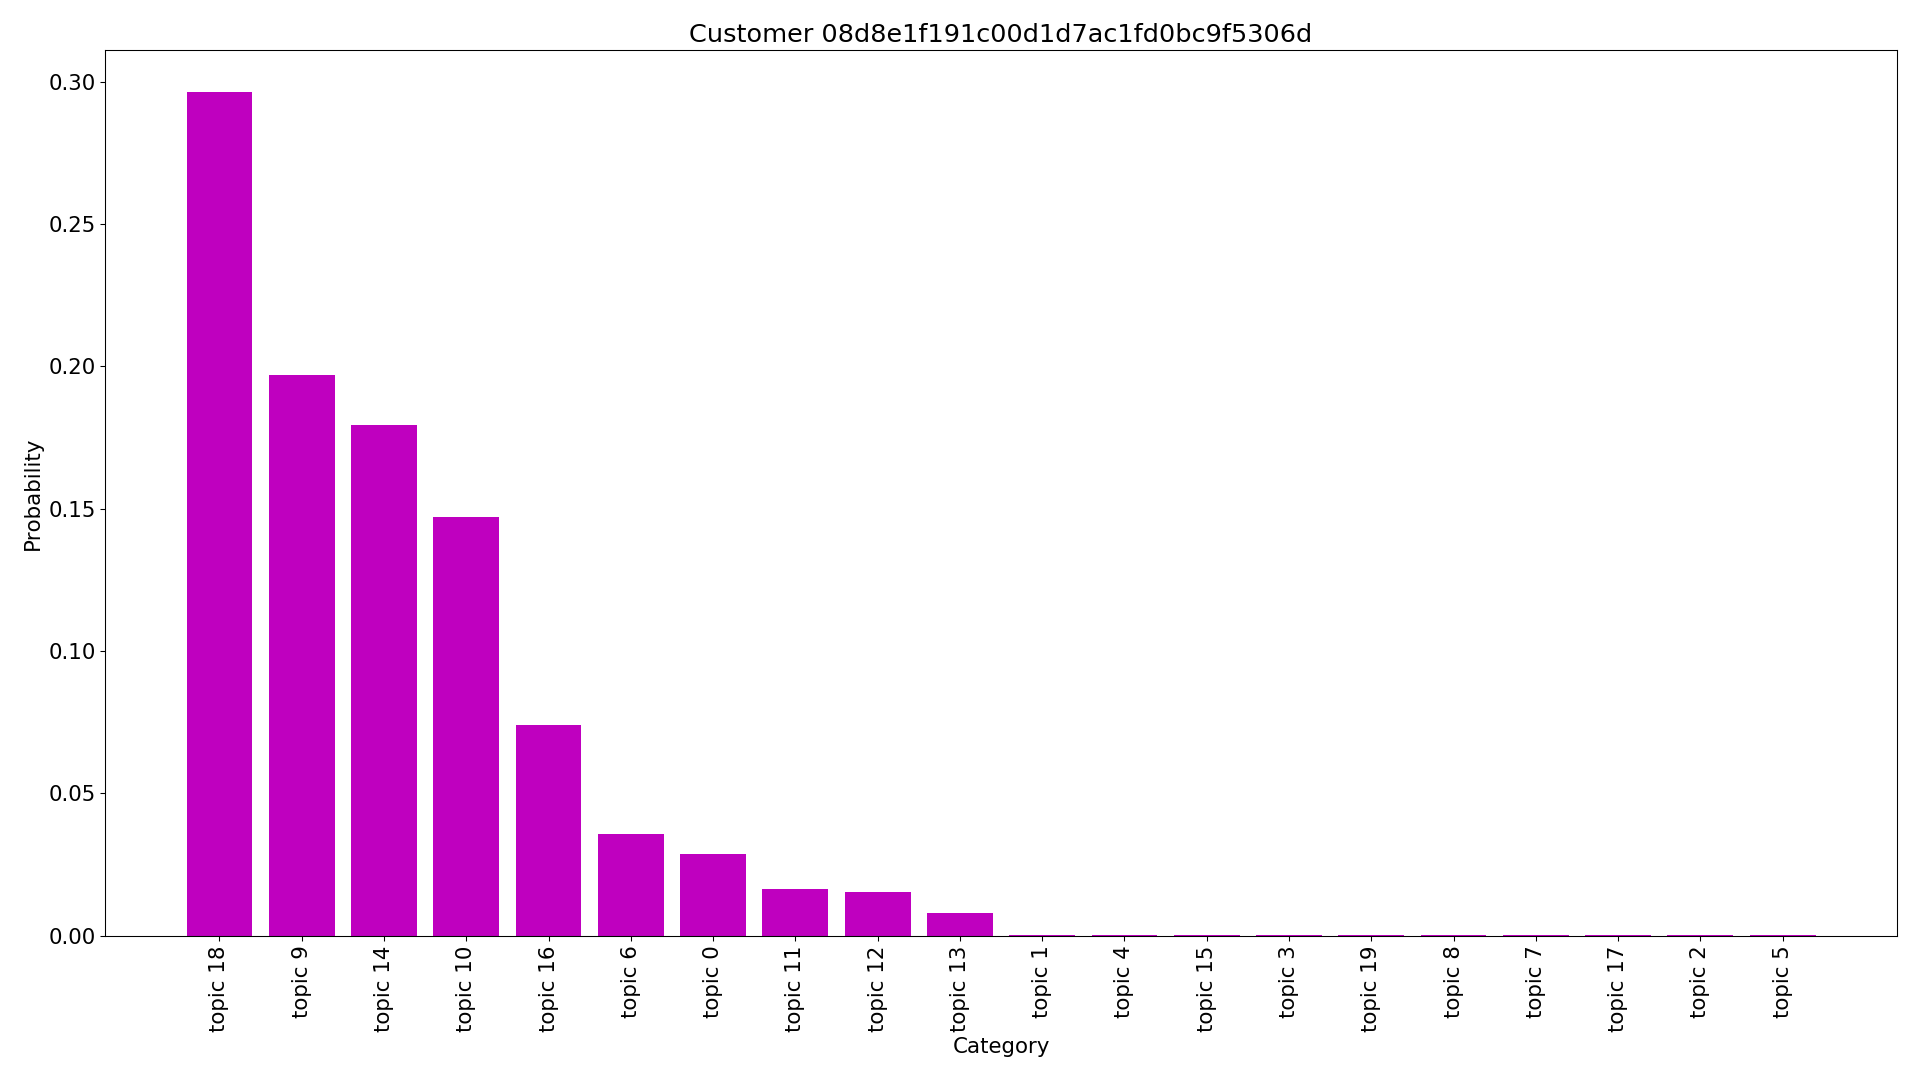 Customer 08d8e1f191c00d1d7ac1fd0bc9f5306d
0.30
0.25
0.20
0.15
0.10
0.05
0.00
Probability
topic 18
topic 9
topic 14
topic 10
topic 16
topic 6
topic 0
topic 11
topic 12
topic 13
topic 1
topic 4
topic 15
topic 3
topic 19
topic 8
topic 7
topic 17
topic 2
topic 5
Category